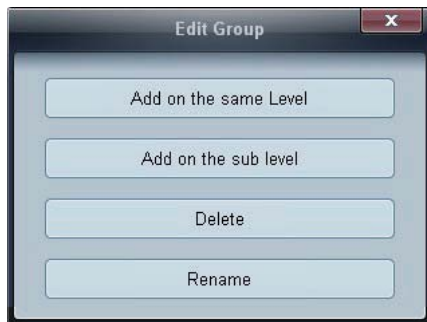 Edit Group
x
Add on the same Level
Add on the sub level
Delete
Rename